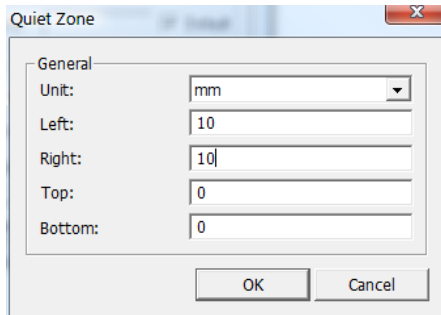 Quiet Zone
General
Unit: mm
Left: 10
Right: 10
Top: 0
Bottom: 0
OK Cancel